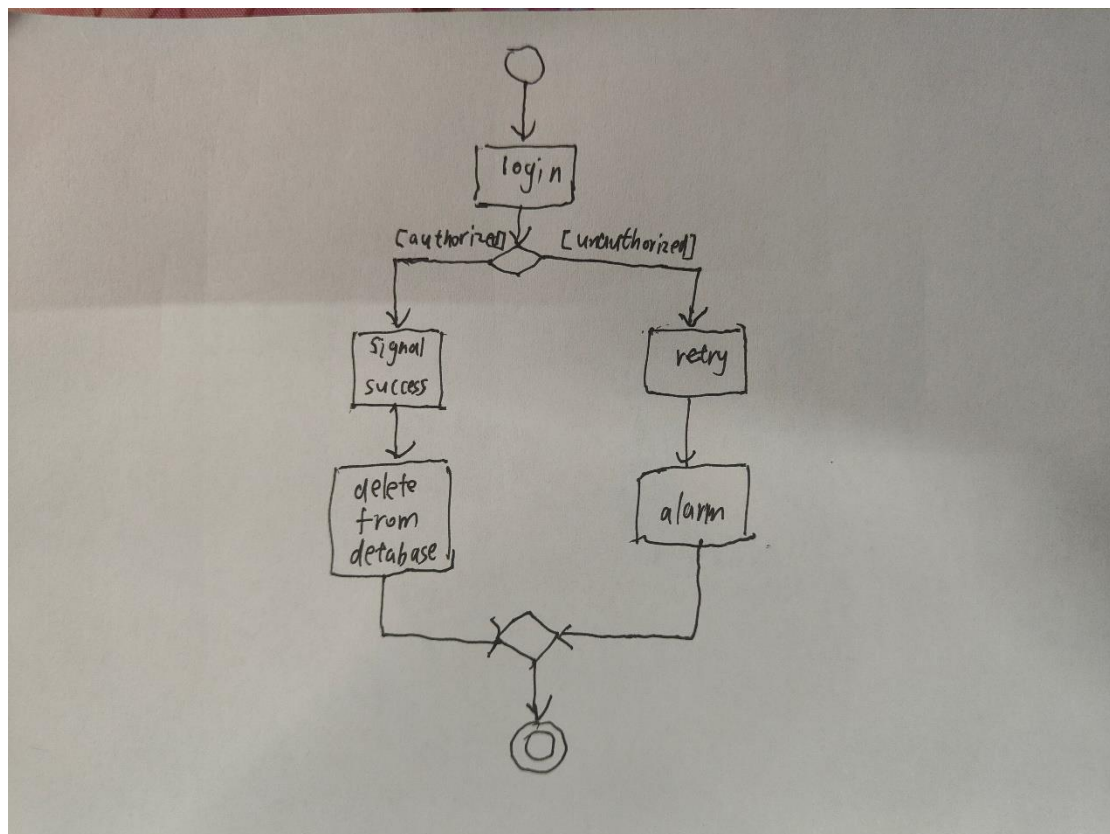 login
[authorized]
[unauthorized]
signal
success
retry
delete
from
detabase
alarm